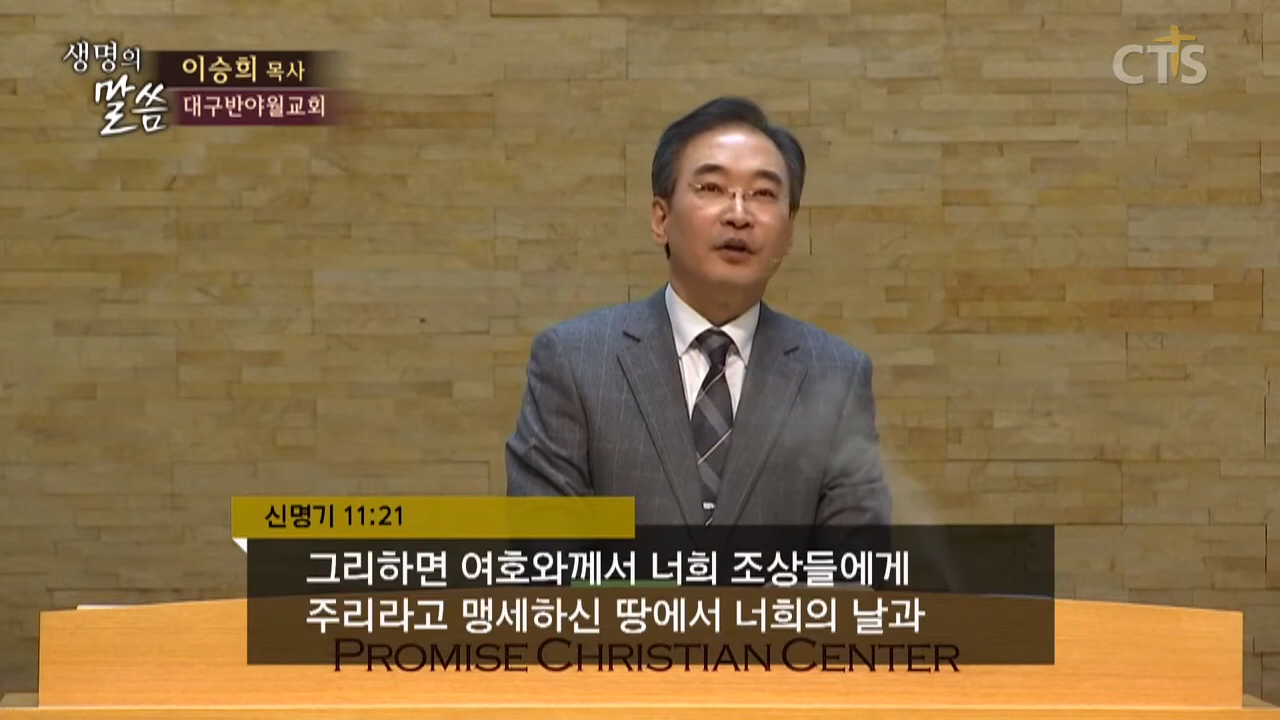 생명의
말씀
이승희 목사
대구반야월교회
CTS
신명기 11:21
그리하면 여호와께서 너희 조상들에게
주리라고 맹세하신 땅에서 너희의 날과
PROMISE CHRISTIAN CENTER